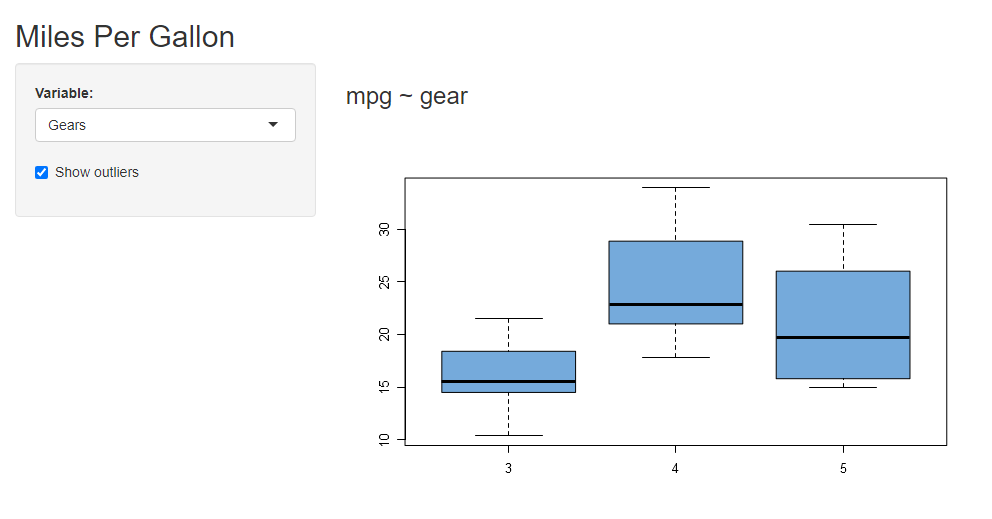 Miles Per Gallon
Variable:
Gears
Show outliers
mpg ~ gear
30
25
20
15
10
3 4 5